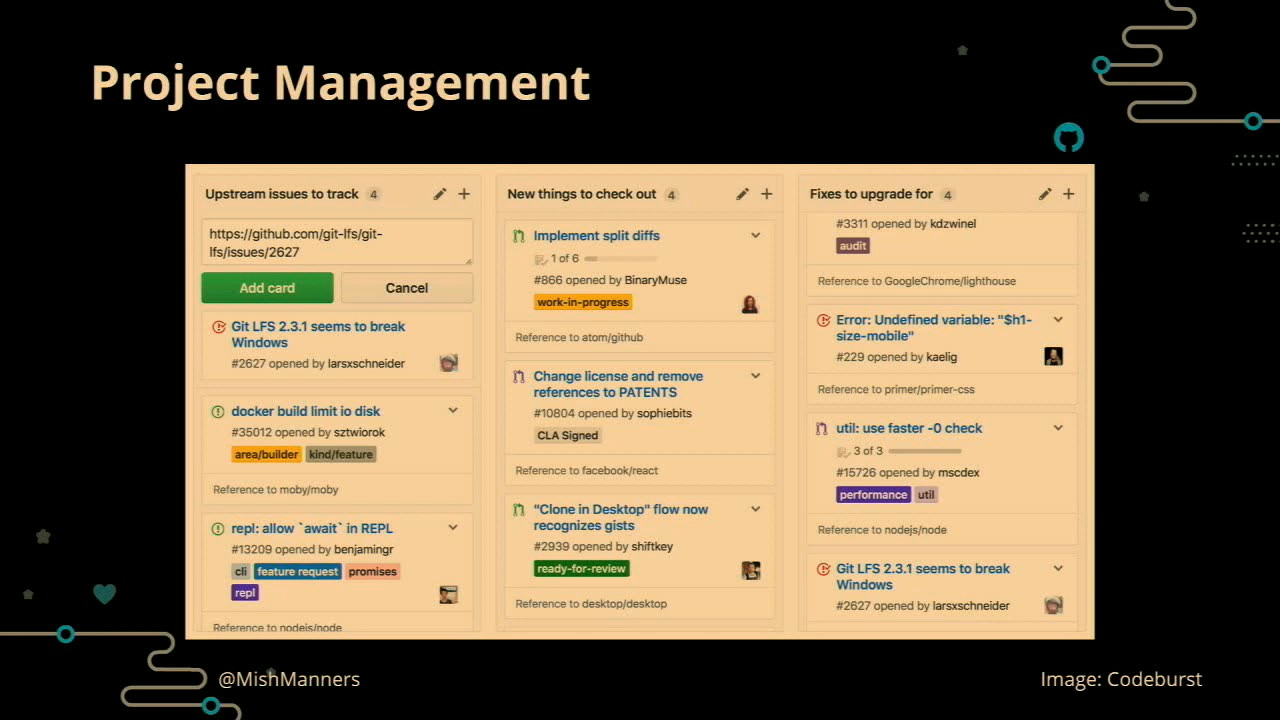 Project Management
Upstream issues to track 4
https://github.com/git-lfs/git-
lfs/issues/2627
Add card
Cancel
Git LFS 2.3.1 seems to break
Windows
#2627 opened by larsxschneider
docker build limit io disk
#35012 opened by sztwiorok
area/builder kind/feature
Reference to moby/moby
repl: allow `await` in REPL
#13209 opened by benjamingr
cli feature request promises
repl
Reference to nodejs/node
New things to check out 4
Implement split diffs
1 of 6
#866 opened by BinaryMuse
work-in-progress
Reference to atom/github
Change license and remove
references to PATENTS
#10804 opened by sophiebits
CLA Signed
Reference to facebook/react
"Clone in Desktop" flow now
recognizes gists
#2939 opened by shiftkey
ready-for-review
Reference to desktop/desktop
Fixes to upgrade for 4
#3311 opened by kdzwinel
audit
Reference to GoogleChrome/lighthouse
Error: Undefined variable: "$h1-
size-mobile"
#229 opened by kaelig
Reference to primer/primer-css
util: use faster -0 check
3 of 3
#15726 opened by mscdex
performance util
Reference to nodejs/node
Git LFS 2.3.1 seems to break
Windows
#2627 opened by larsxschneider
@MishManners
Image: Codeburst